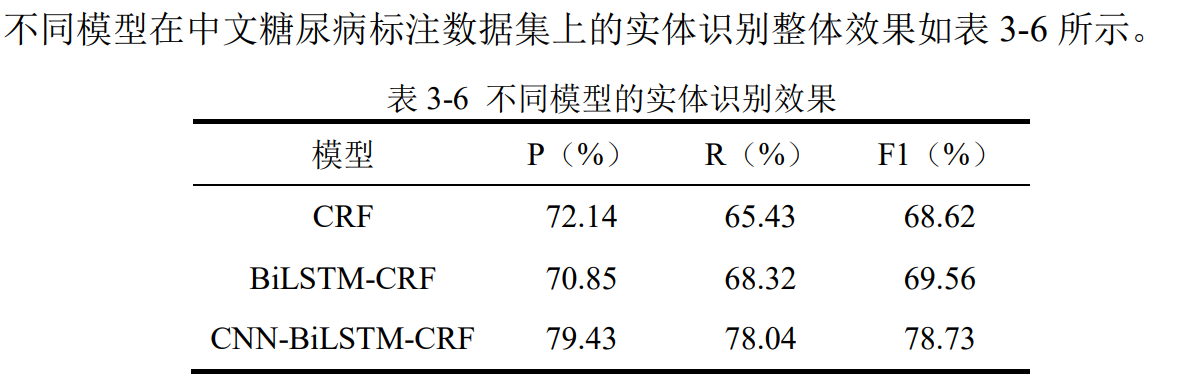 不同模型在中文糖尿病标注数据集上的实体识别整体效果如表 3-6 所示。
表 3-6 不同模型的实体识别效果
模型 P（%） R（%） F1（%）
CRF 72.14 65.43 68.62
BiLSTM-CRF 70.85 68.32 69.56
CNN-BiLSTM-CRF 79.43 78.04 78.73